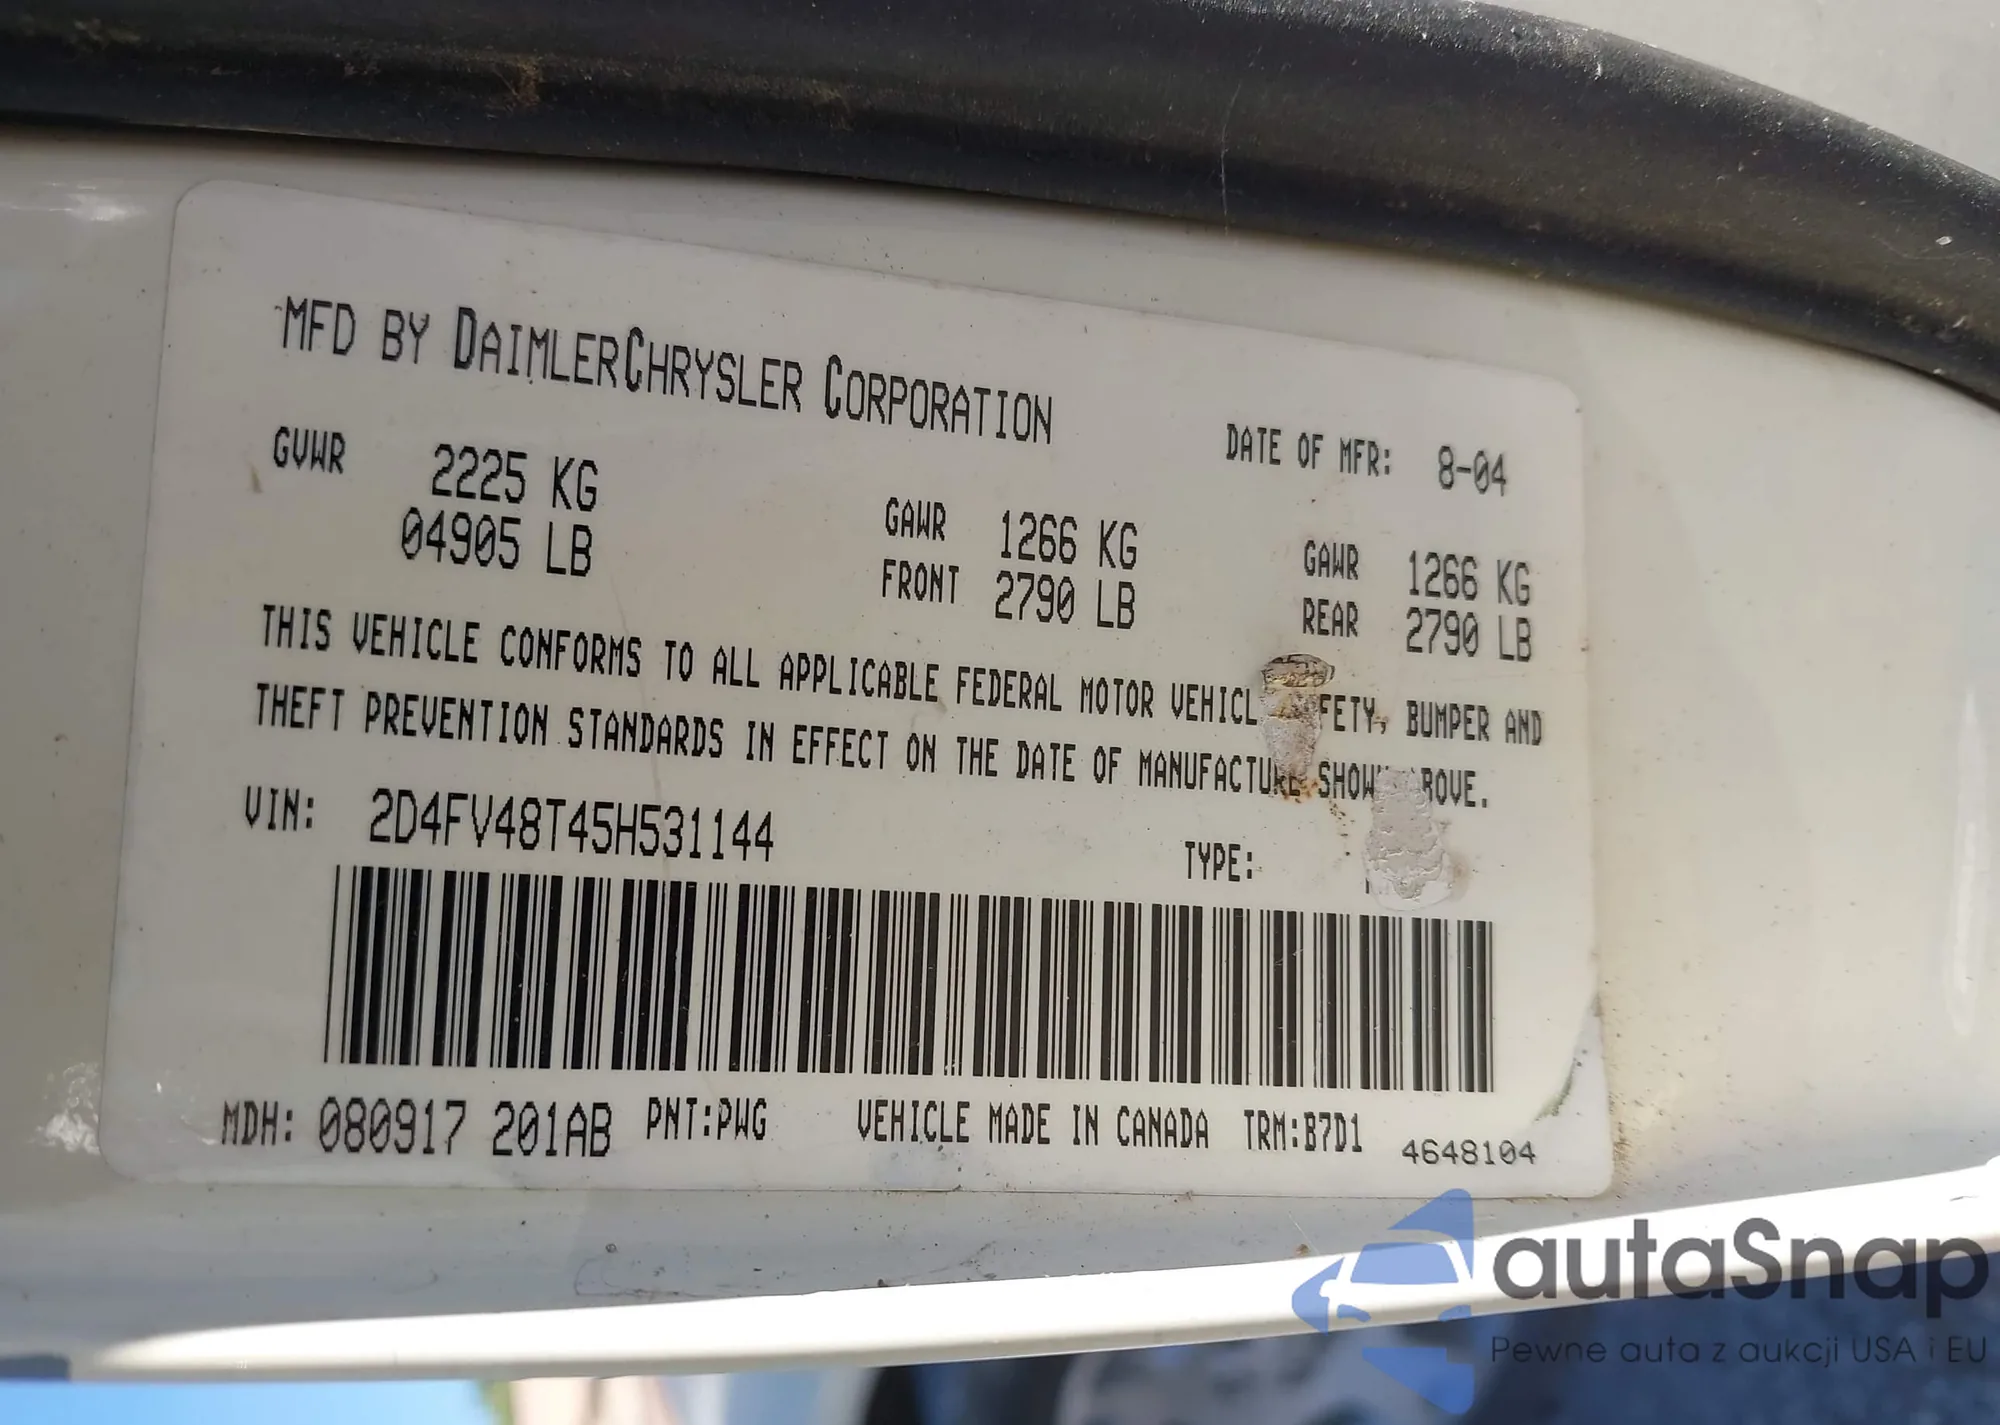 MFD BY DAIMLERCHRYSLER CORPORATION
DATE OF MFR: 8-04
GVWR 2225 KG
04905 LB
GAWR FRONT 1266 KG
2790 LB
GAWR REAR 1266 KG
2790 LB
THIS VEHICLE CONFORMS TO ALL APPLICABLE FEDERAL MOTOR VEHICL FETY, BUMPER AND
THEFT PREVENTION STANDARDS IN EFFECT ON THE DATE OF MANUFACTURE SHOW OVE.
VIN: 2D4FV48T45H531144
TYPE:
MDH: 080917 201AB PNT:PWG VEHICLE MADE IN CANADA TRM:B7D1 4648104
autaSnap
Pewne auta z aukcji USA i EU